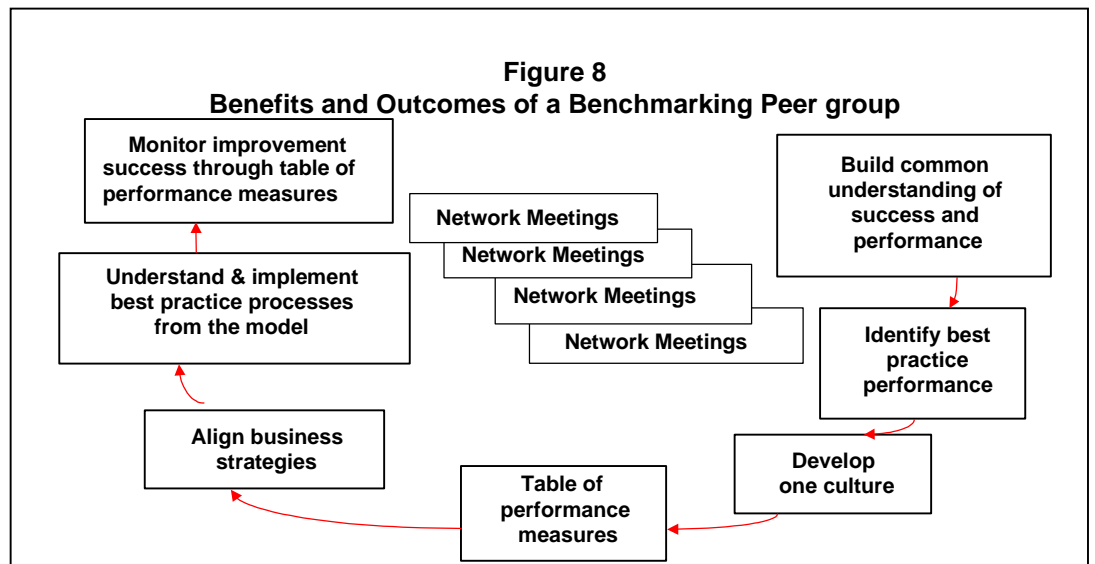 Figure 8
Benefits and Outcomes of a Benchmarking Peer group
Monitor improvement
success through table of
performance measures
Build common
understanding of
success and
performance
Network Meetings
Network Meetings
Network Meetings
Network Meetings
Understand & implement
best practice processes
from the model
Identify best
practice
performance
Align business
strategies
Develop
one culture
Table of
performance
measures